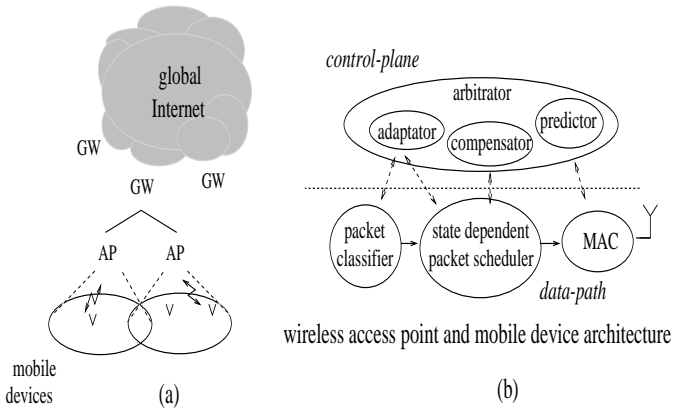 global
Internet
GW
GW
GW
AP
AP
mobile
devices
(a)
control-plane
arbitrator
adaptator
compensator
predictor
packet
classifier
state dependent
packet scheduler
MAC
data-path
wireless access point and mobile device architecture
(b)